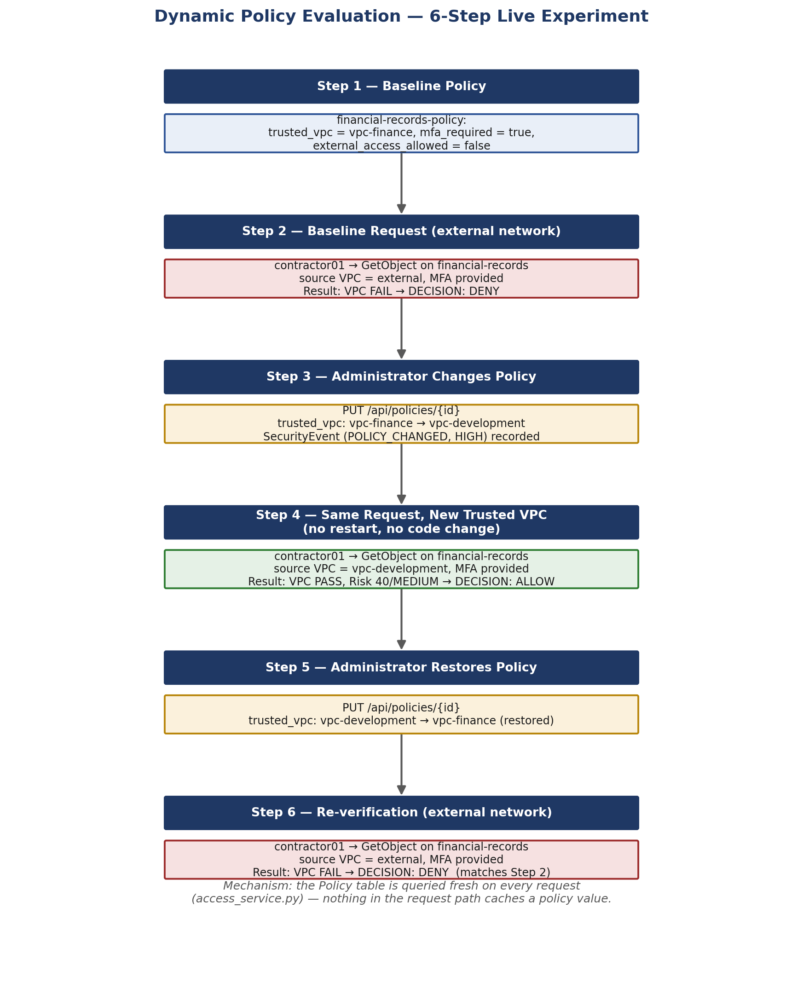 Dynamic Policy Evaluation — 6-Step Live Experiment
Step 1 — Baseline Policy
financial-records-policy:
trusted_vpc = vpc-finance, mfa_required = true,
external_access_allowed = false
Step 2 — Baseline Request (external network)
contractor01 → GetObject on financial-records
source VPC = external, MFA provided
Result: VPC FAIL → DECISION: DENY
Step 3 — Administrator Changes Policy
PUT /api/policies/{id}
trusted_vpc: vpc-finance → vpc-development
SecurityEvent (POLICY_CHANGED, HIGH) recorded
Step 4 — Same Request, New Trusted VPC
(no restart, no code change)
contractor01 → GetObject on financial-records
source VPC = vpc-development, MFA provided
Result: VPC PASS, Risk 40/MEDIUM → DECISION: ALLOW
Step 5 — Administrator Restores Policy
PUT /api/policies/{id}
trusted_vpc: vpc-development → vpc-finance (restored)
Step 6 — Re-verification (external network)
contractor01 → GetObject on financial-records
source VPC = external, MFA provided
Result: VPC FAIL → DECISION: DENY  (matches Step 2)
Mechanism: the Policy table is queried fresh on every request
(access_service.py) — nothing in the request path caches a policy value.